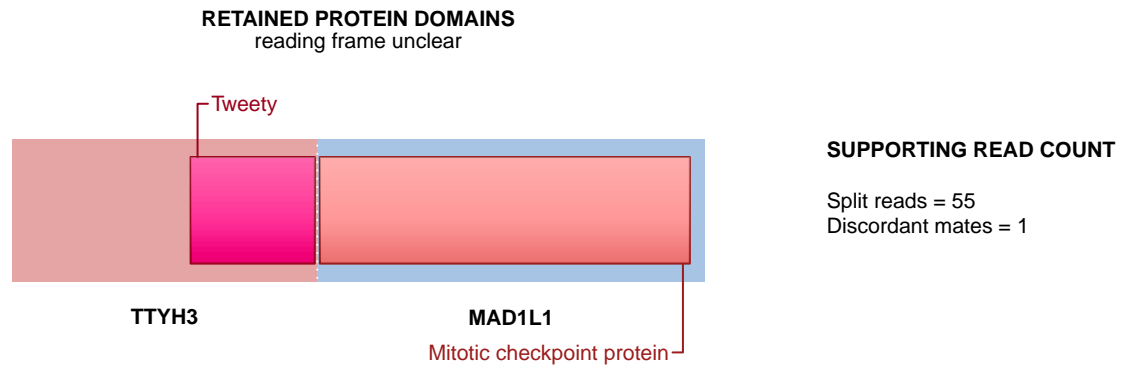 RETAINED PROTEIN DOMAINS
reading frame unclear
Tweety
SUPPORTING READ COUNT
Split reads = 55
Discordant mates = 1
TTYH3
MAD1L1
Mitotic checkpoint protein